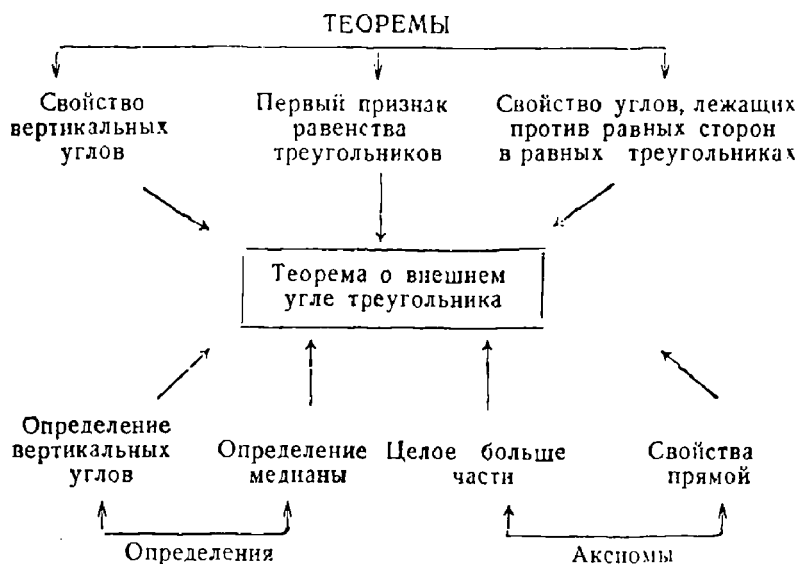 ТЕОРЕМЫ
Свойство
вертикальных
углов
Первый признак
равенства
треугольников
Свойство углов, лежащих
против равных сторон
в равных треугольниках
Теорема о внешнем
угле треугольника
Определение
вертикальных
углов
Определение
медианы
Целое больше
части
Свойства
прямой
Определения
Аксиомы